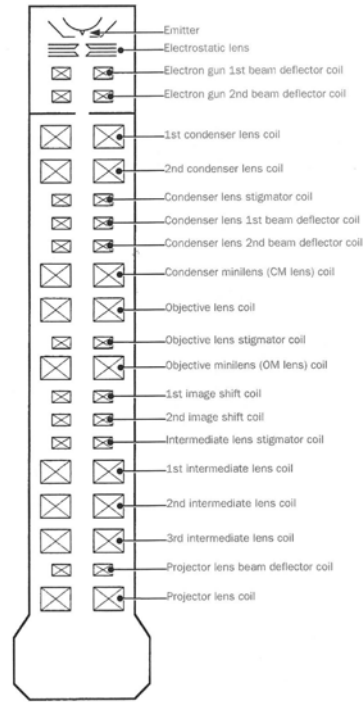 Emitter
Electrostatic lens
Electron gun 1st beam deflector coil
Electron gun 2nd beam deflector coil
1st condenser lens coil
2nd condenser lens coil
Condenser lens stigmator coil
Condenser lens 1st beam deflector coil
Condenser lens 2nd beam deflector coil
Condenser minilens (CM lens) coil
Objective lens coil
Objective lens stigmator coil
Objective minilens (OM lens) coil
1st image shift coil
2nd image shift coil
Intermediate lens stigmator coil
1st intermediate lens coil
2nd intermediate lens coil
3rd intermediate lens coil
Projector lens beam deflector coil
Projector lens coil